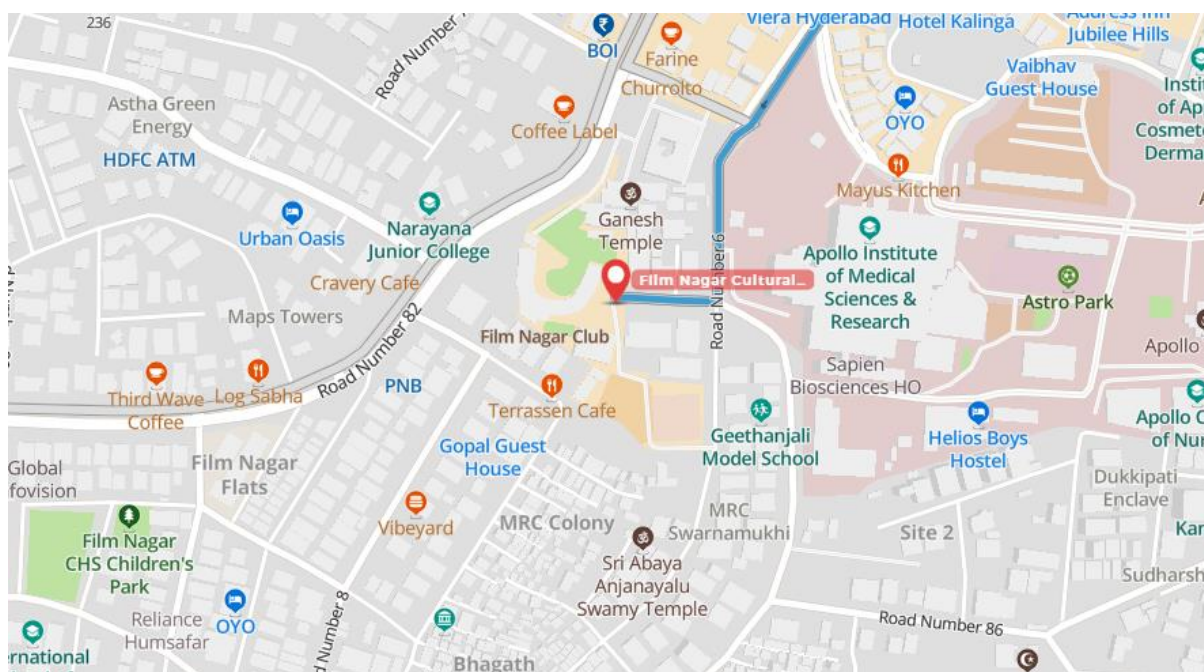 236
Road Number 7
BOI
Farine
Churrolto
Viera Hyderabad
Hotel Kalinga
Address Inn
Jubilee Hills
Vaibhav
Guest House
Astha Green
Energy
HDFC ATM
Coffee Label
OYO
Mayus Kitchen
Urban Oasis
Narayana
Junior College
Ganesh
Temple
Cravery Cafe
Maps Towers
FIlm Nagar Cultural...
Road Number 6
Apollo Institute
of Medical
Sciences &
Research
Astro Park
Film Nagar Club
Road Number 82
Sapien
Biosciences HO
Apollo
Third Wave
Coffee
Log Sabha
PNB
Terrassen Cafe
Geethanjali
Model School
Helios Boys
Hostel
Gopal Guest
House
Film Nagar
Flats
Global
Vibeyard
MRC Colony
MRC
Swarnamukhi
Site 2
Dukkipati
Enclave
Film Nagar
CHS Children's
Park
Sri Abaya
Anjanayalu
Swamy Temple
Reliance
Humsafar
OYO
Road Number 8
Road Number 86
Bhagath